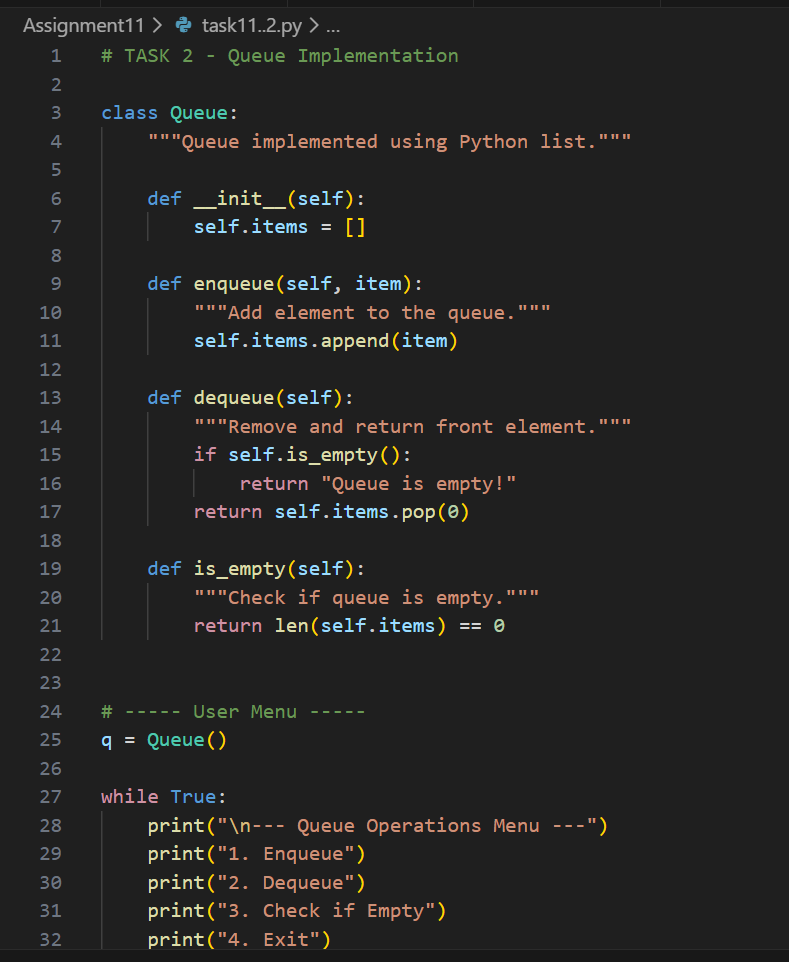 Assignment11 > task11..2.py > ...
1 # TASK 2 - Queue Implementation
2
3 class Queue:
4     """Queue implemented using Python list."""
5
6     def __init__(self):
7         self.items = []
8
9     def enqueue(self, item):
10         """Add element to the queue."""
11         self.items.append(item)
12
13     def dequeue(self):
14         """Remove and return front element."""
15         if self.is_empty():
16             return "Queue is empty!"
17         return self.items.pop(0)
18
19     def is_empty(self):
20         """Check if queue is empty."""
21         return len(self.items) == 0
22
23
24 # ----- User Menu -----
25 q = Queue()
26
27 while True:
28     print("\n--- Queue Operations Menu ---")
29     print("1. Enqueue")
30     print("2. Dequeue")
31     print("3. Check if Empty")
32     print("4. Exit")